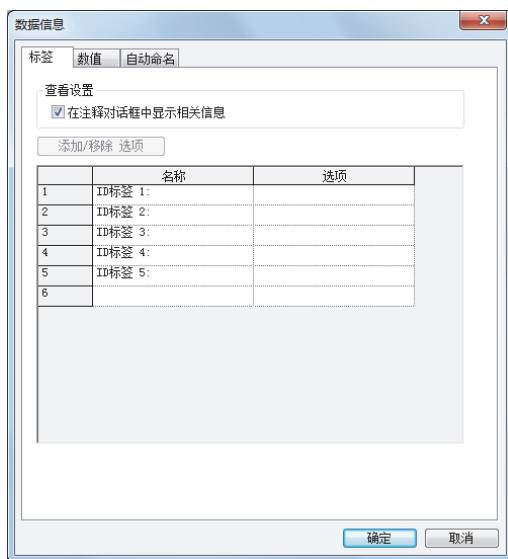 数据信息
标签 数值 自动命名
查看设置
在注释对话框中显示相关信息
添加/移除 选项
名称 选项
1 ID标签 1:
2 ID标签 2:
3 ID标签 3:
4 ID标签 4:
5 ID标签 5:
6
确定 取消